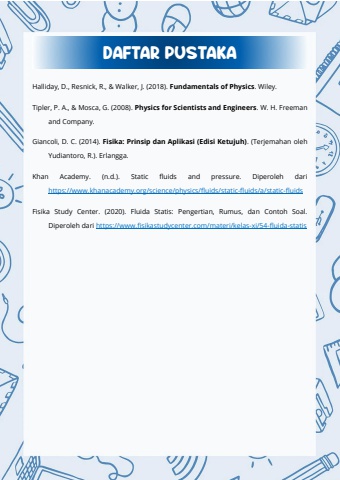 DAFTAR PUSTAKA
Halliday, D., Resnick, R., & Walker, J. (2018). Fundamentals of Physics. Wiley.
Tipler, P. A., & Mosca, G. (2008). Physics for Scientists and Engineers. W. H. Freeman
and Company.
Giancoli, D. C. (2014). Fisika: Prinsip dan Aplikasi (Edisi Ketujuh). (Terjemahan oleh
Yudiantoro, R.). Erlangga.
Khan Academy. (n.d.). Static fluids and pressure. Diperoleh dari
https://www.khanacademy.org/science/physics/fluids/static-fluids/a/static-fluids
Fisika Study Center. (2020). Fluida Statis: Pengertian, Rumus, dan Contoh Soal.
Diperoleh dari https://www.fisikastudycenter.com/materi/kelas-xi/54-fluida-statis